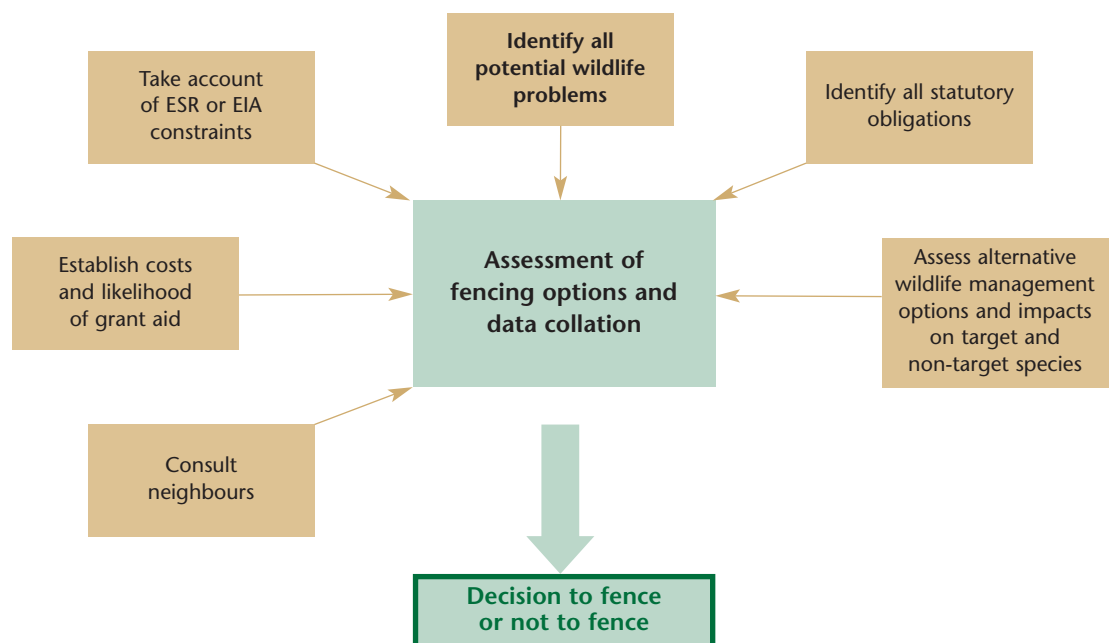 Identify all
potential wildlife
problems
Take account
of ESR or EIA
constraints
Identify all statutory
obligations
Establish costs
and likelihood
of grant aid
Assessment of
fencing options and
data collation
Assess alternative
wildlife management
options and impacts
on target and
non-target species
Consult
neighbours
Decision to fence
or not to fence